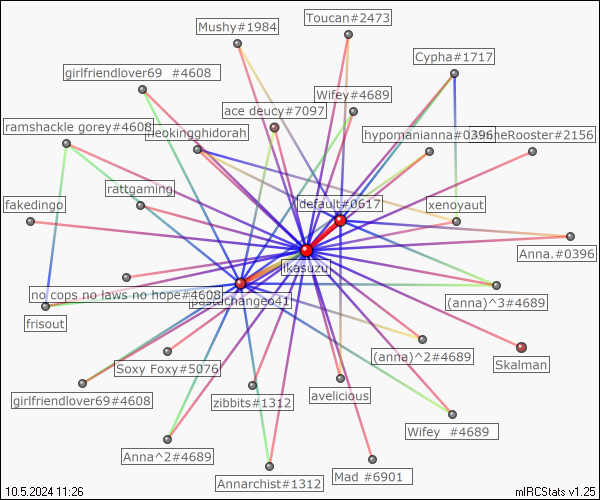 Toucan#2473
Mushy#1984
Cypha#1717
girlfriendlover69  #4608
Wifey#4689
ace deucy#7097
ramshackle gorey#4608
hypomanianna#0396
neRooster#2156
rattgaming
fakedingo
default#0617
xenoyaut
Anna.#0396
ikasuzu
no cops no laws no hope#4608
(anna)^3#4689
frisout
(anna)^2#4689
Skalman
Soxy Foxy#5076
girlfriendlover69#4608
zibbits#1312
avelicious
Wifey  #4689
Anna^2#4689
Annarchist#1312
Mad #6901
10.5.2024 11:26
mIRCStats v1.25